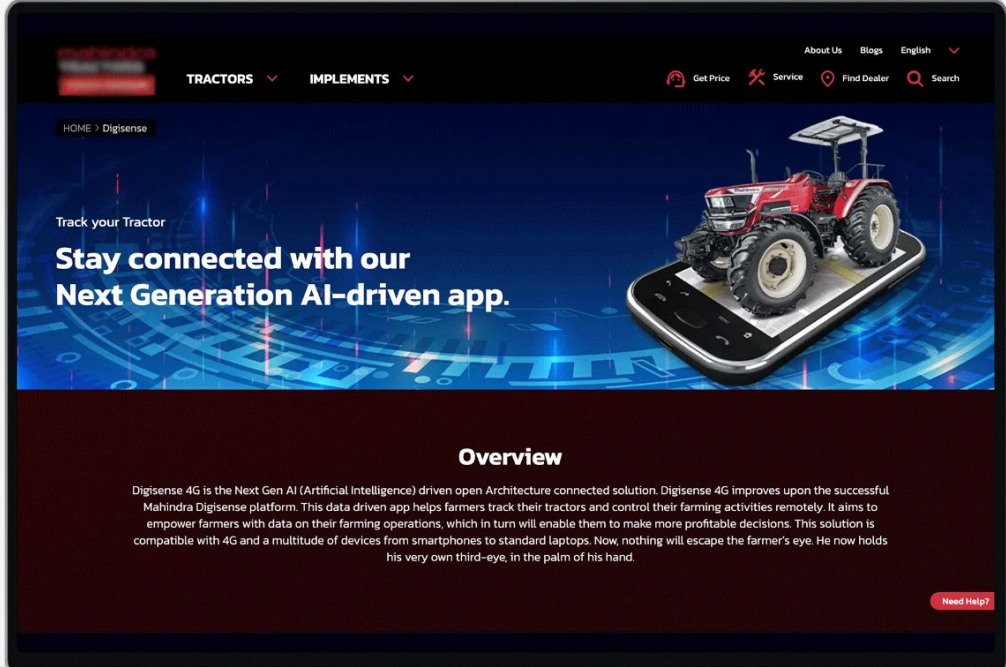 About Us Blogs English
TRACTORS IMPLEMENTS Get Price Service Find Dealer Search
HOME > Digisense
Track your Tractor
Stay connected with our
Next Generation AI-driven app.
Overview
Digisense 4G is the Next Gen AI (Artificial Intelligence) driven open Architecture connected solution. Digisense 4G improves upon the successful
Mahindra Digisense platform. This data driven app helps farmers track their tractors and control their farming activities remotely. It aims to
empower farmers with data on their farming operations, which in turn will enable them to make more profitable decisions. This solution is
compatible with 4G and a multitude of devices from smartphones to standard laptops. Now, nothing will escape the farmer's eye. He now holds
his very own third-eye, in the palm of his hand.
Need Help?